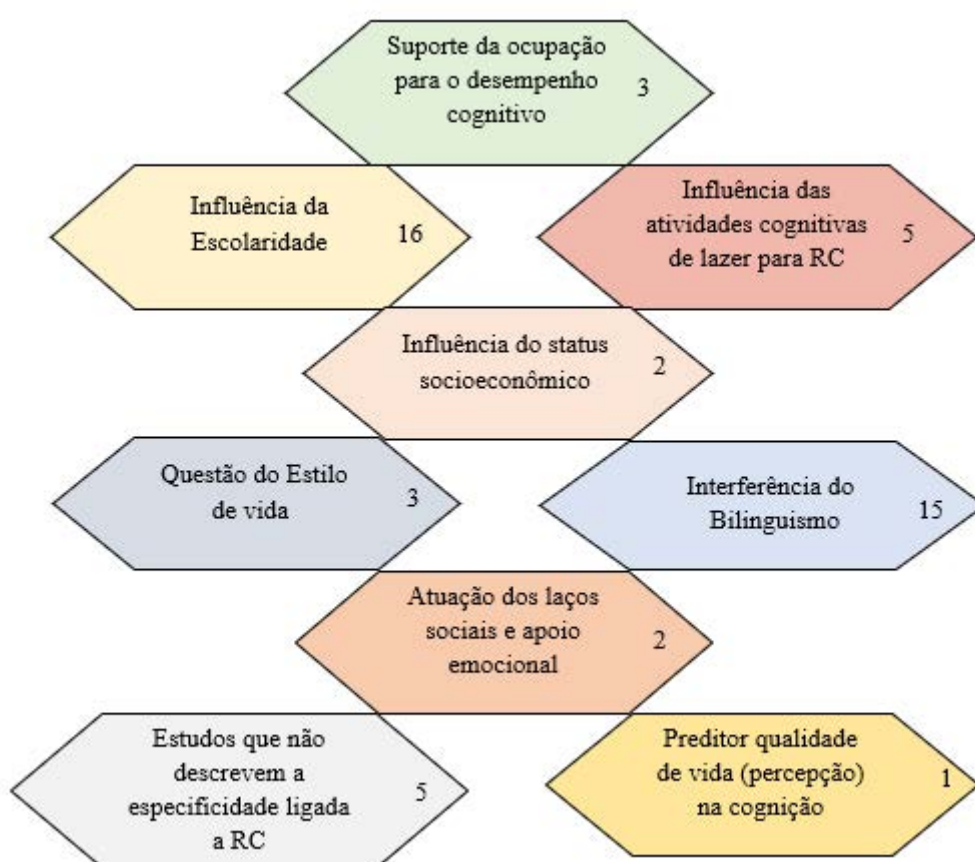 Suporte da ocupação
para o desempenho
cognitivo
3
Influência da
Escolaridade
16
Influência das
atividades cognitivas
de lazer para RC
5
Influência do status
socioeconômico
2
Questão do Estilo
de vida
3
Interferência do
Bilinguismo
15
Atuação dos laços
sociais e apoio
emocional
2
Estudos que não
descrevem a
especificidade ligada
a RC
5
Preditor qualidade
de vida (percepção)
na cognição
1